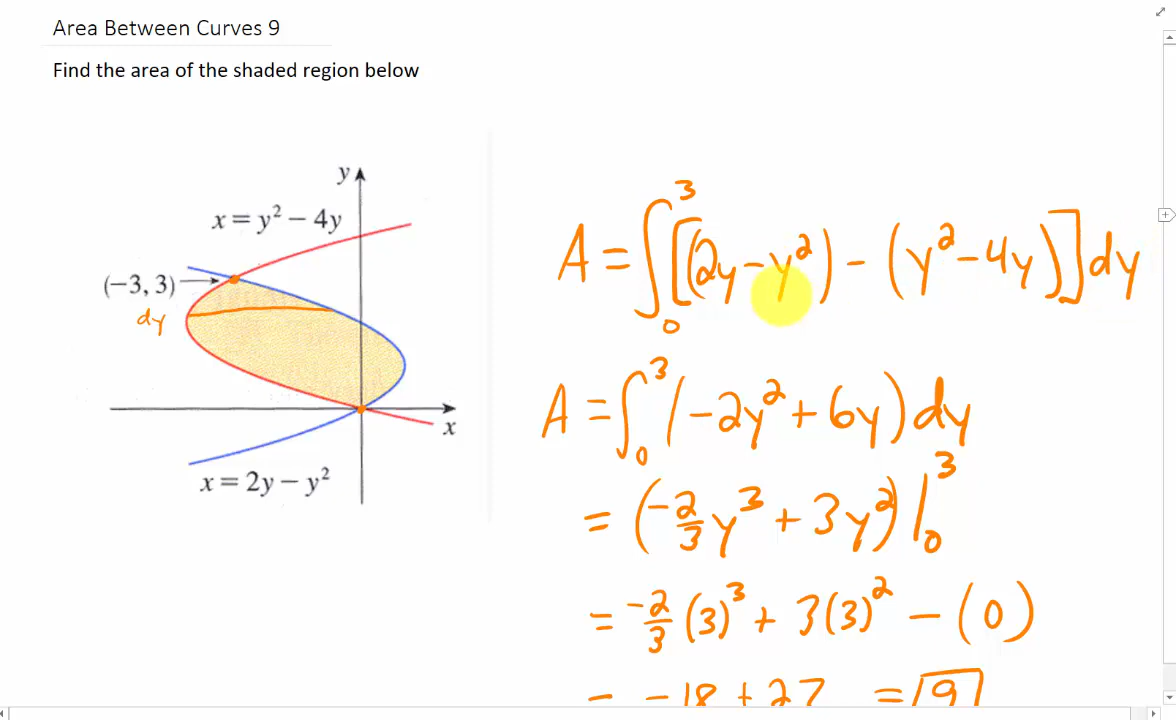 Area Between Curves 9
Find the area of the shaded region below
y
x = y² − 4y
(−3, 3)
dy
x
x = 2y − y²
A = ∫₀³ [(2y − y²) − (y² − 4y)] dy
A = ∫₀³ (−2y² + 6y) dy
= (−2/3 y³ + 3y²) |₀³
= −2/3 (3)³ + 3(3)² − (0)
= −18 + 27 = 9